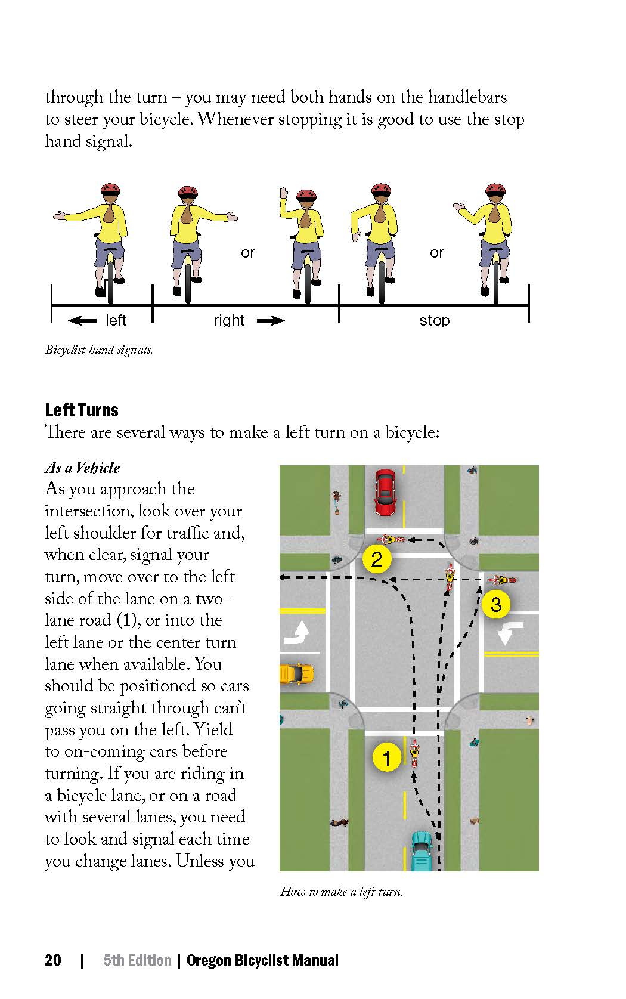 through the turn – you may need both hands on the handlebars
to steer your bicycle. Whenever stopping it is good to use the stop
hand signal.
or
or
left
right
stop
Bicyclist hand signals.
Left Turns
There are several ways to make a left turn on a bicycle:
As a Vehicle
As you approach the
intersection, look over your
left shoulder for traffic and,
when clear, signal your
turn, move over to the left
side of the lane on a two-
lane road (1), or into the
left lane or the center turn
lane when available. You
should be positioned so cars
going straight through can't
pass you on the left. Yield
to on-coming cars before
turning. If you are riding in
a bicycle lane, or on a road
with several lanes, you need
to look and signal each time
you change lanes. Unless you
2
3
1
How to make a left turn.
20 | 5th Edition | Oregon Bicyclist Manual